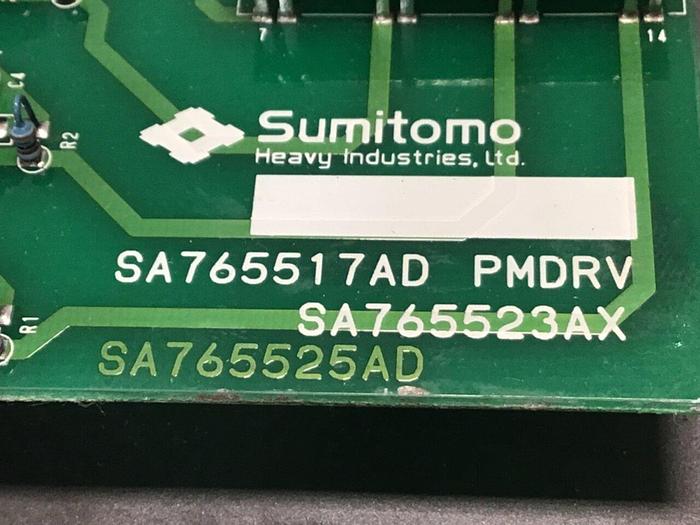 7 14
C4
R2
Sumitomo
Heavy Industries, Ltd.
SA765517AD PMDRV
SA765523AX
R1
SA765525AD